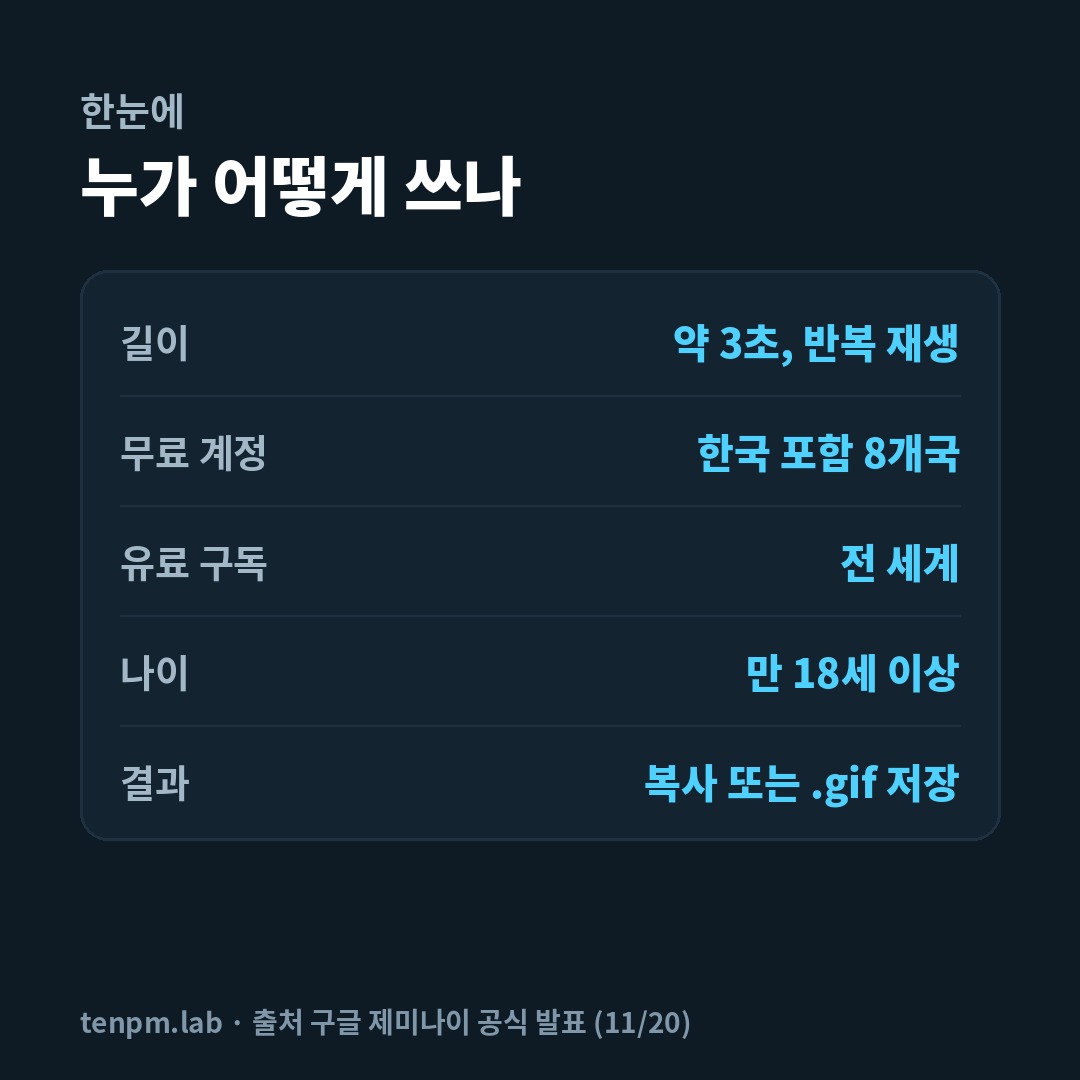 한눈에
누가 어떻게 쓰나
길이 약 3초, 반복 재생
무료 계정 한국 포함 8개국
유료 구독 전 세계
나이 만 18세 이상
결과 복사 또는 .gif 저장
tenpm.lab · 출처 구글 제미나이 공식 발표 (11/20)